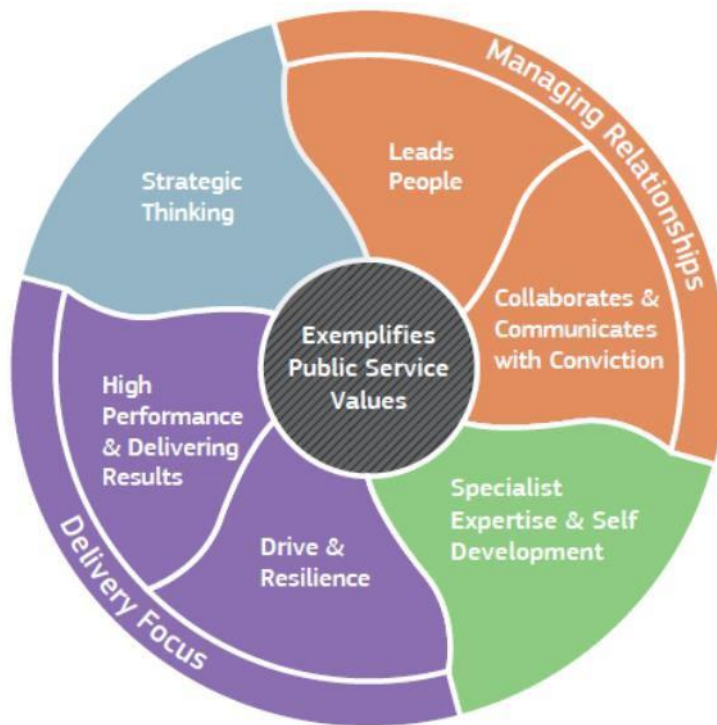 Managing Relationships
Leads
People
Strategic
Thinking
Collaborates &
Communicates
with Conviction
Exemplifies
Public Service
Values
High
Performance
& Delivering
Results
Specialist
Expertise & Self
Development
Drive &
Resilience
Delivery Focus